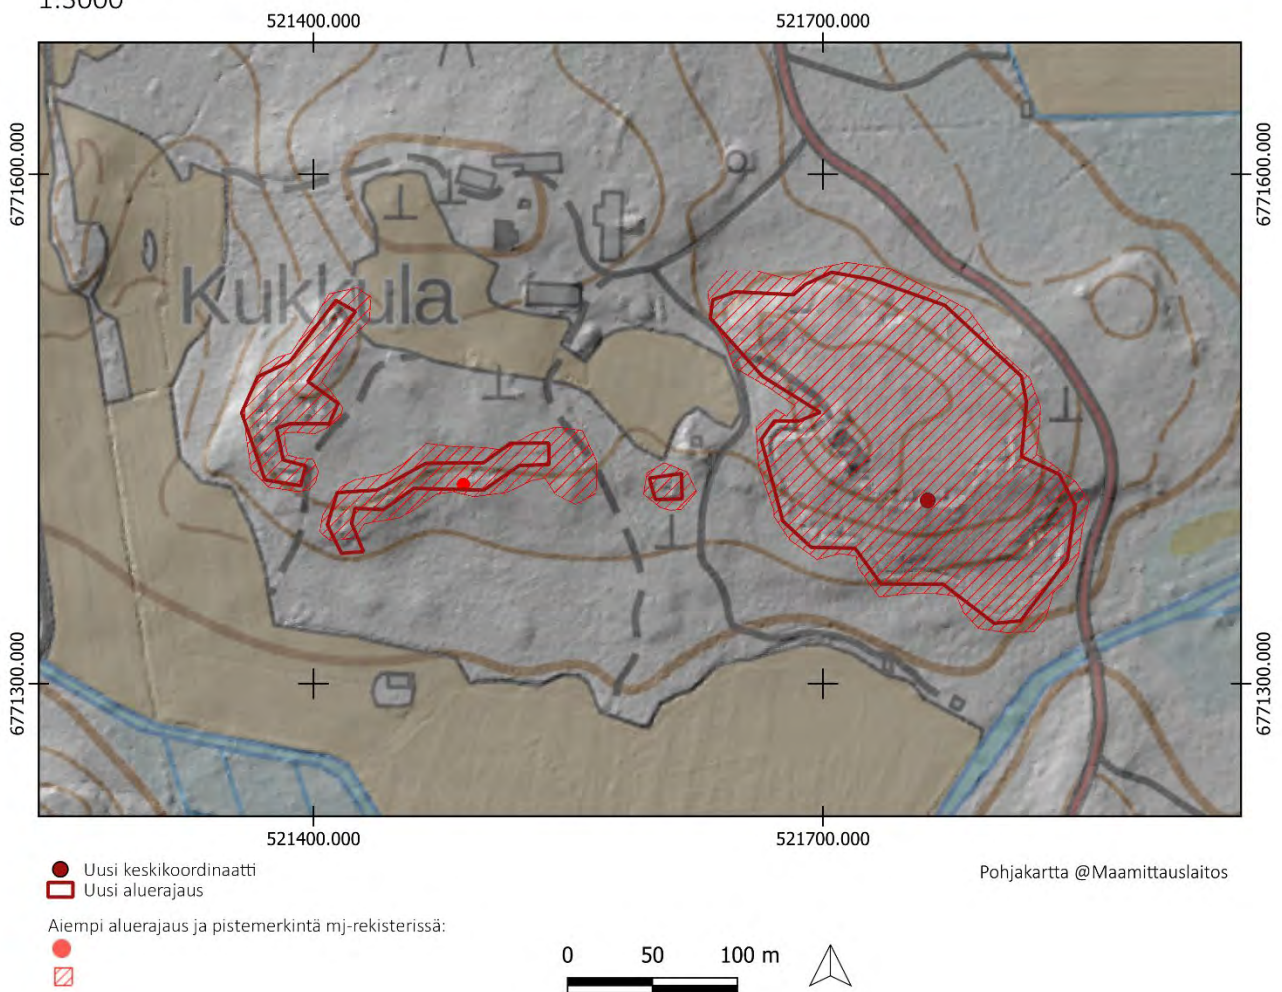 1:5000
521400.000 521700.000
6771600.000
6771600.000
Kukkula
6771300.000
6771300.000
521400.000 521700.000
Uusi keskikoordinaatti
Uusi aluerajaus
Pohjakartta @Maamittauslaitos
Aiempi aluerajaus ja pistemerkintä mj-rekisterissä:
0 50 100 m